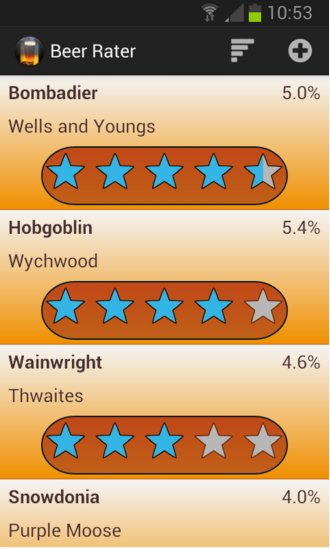 10:53
Beer Rater
Bombadier 5.0%
Wells and Youngs
Hobgoblin 5.4%
Wychwood
Wainwright 4.6%
Thwaites
Snowdonia 4.0%
Purple Moose